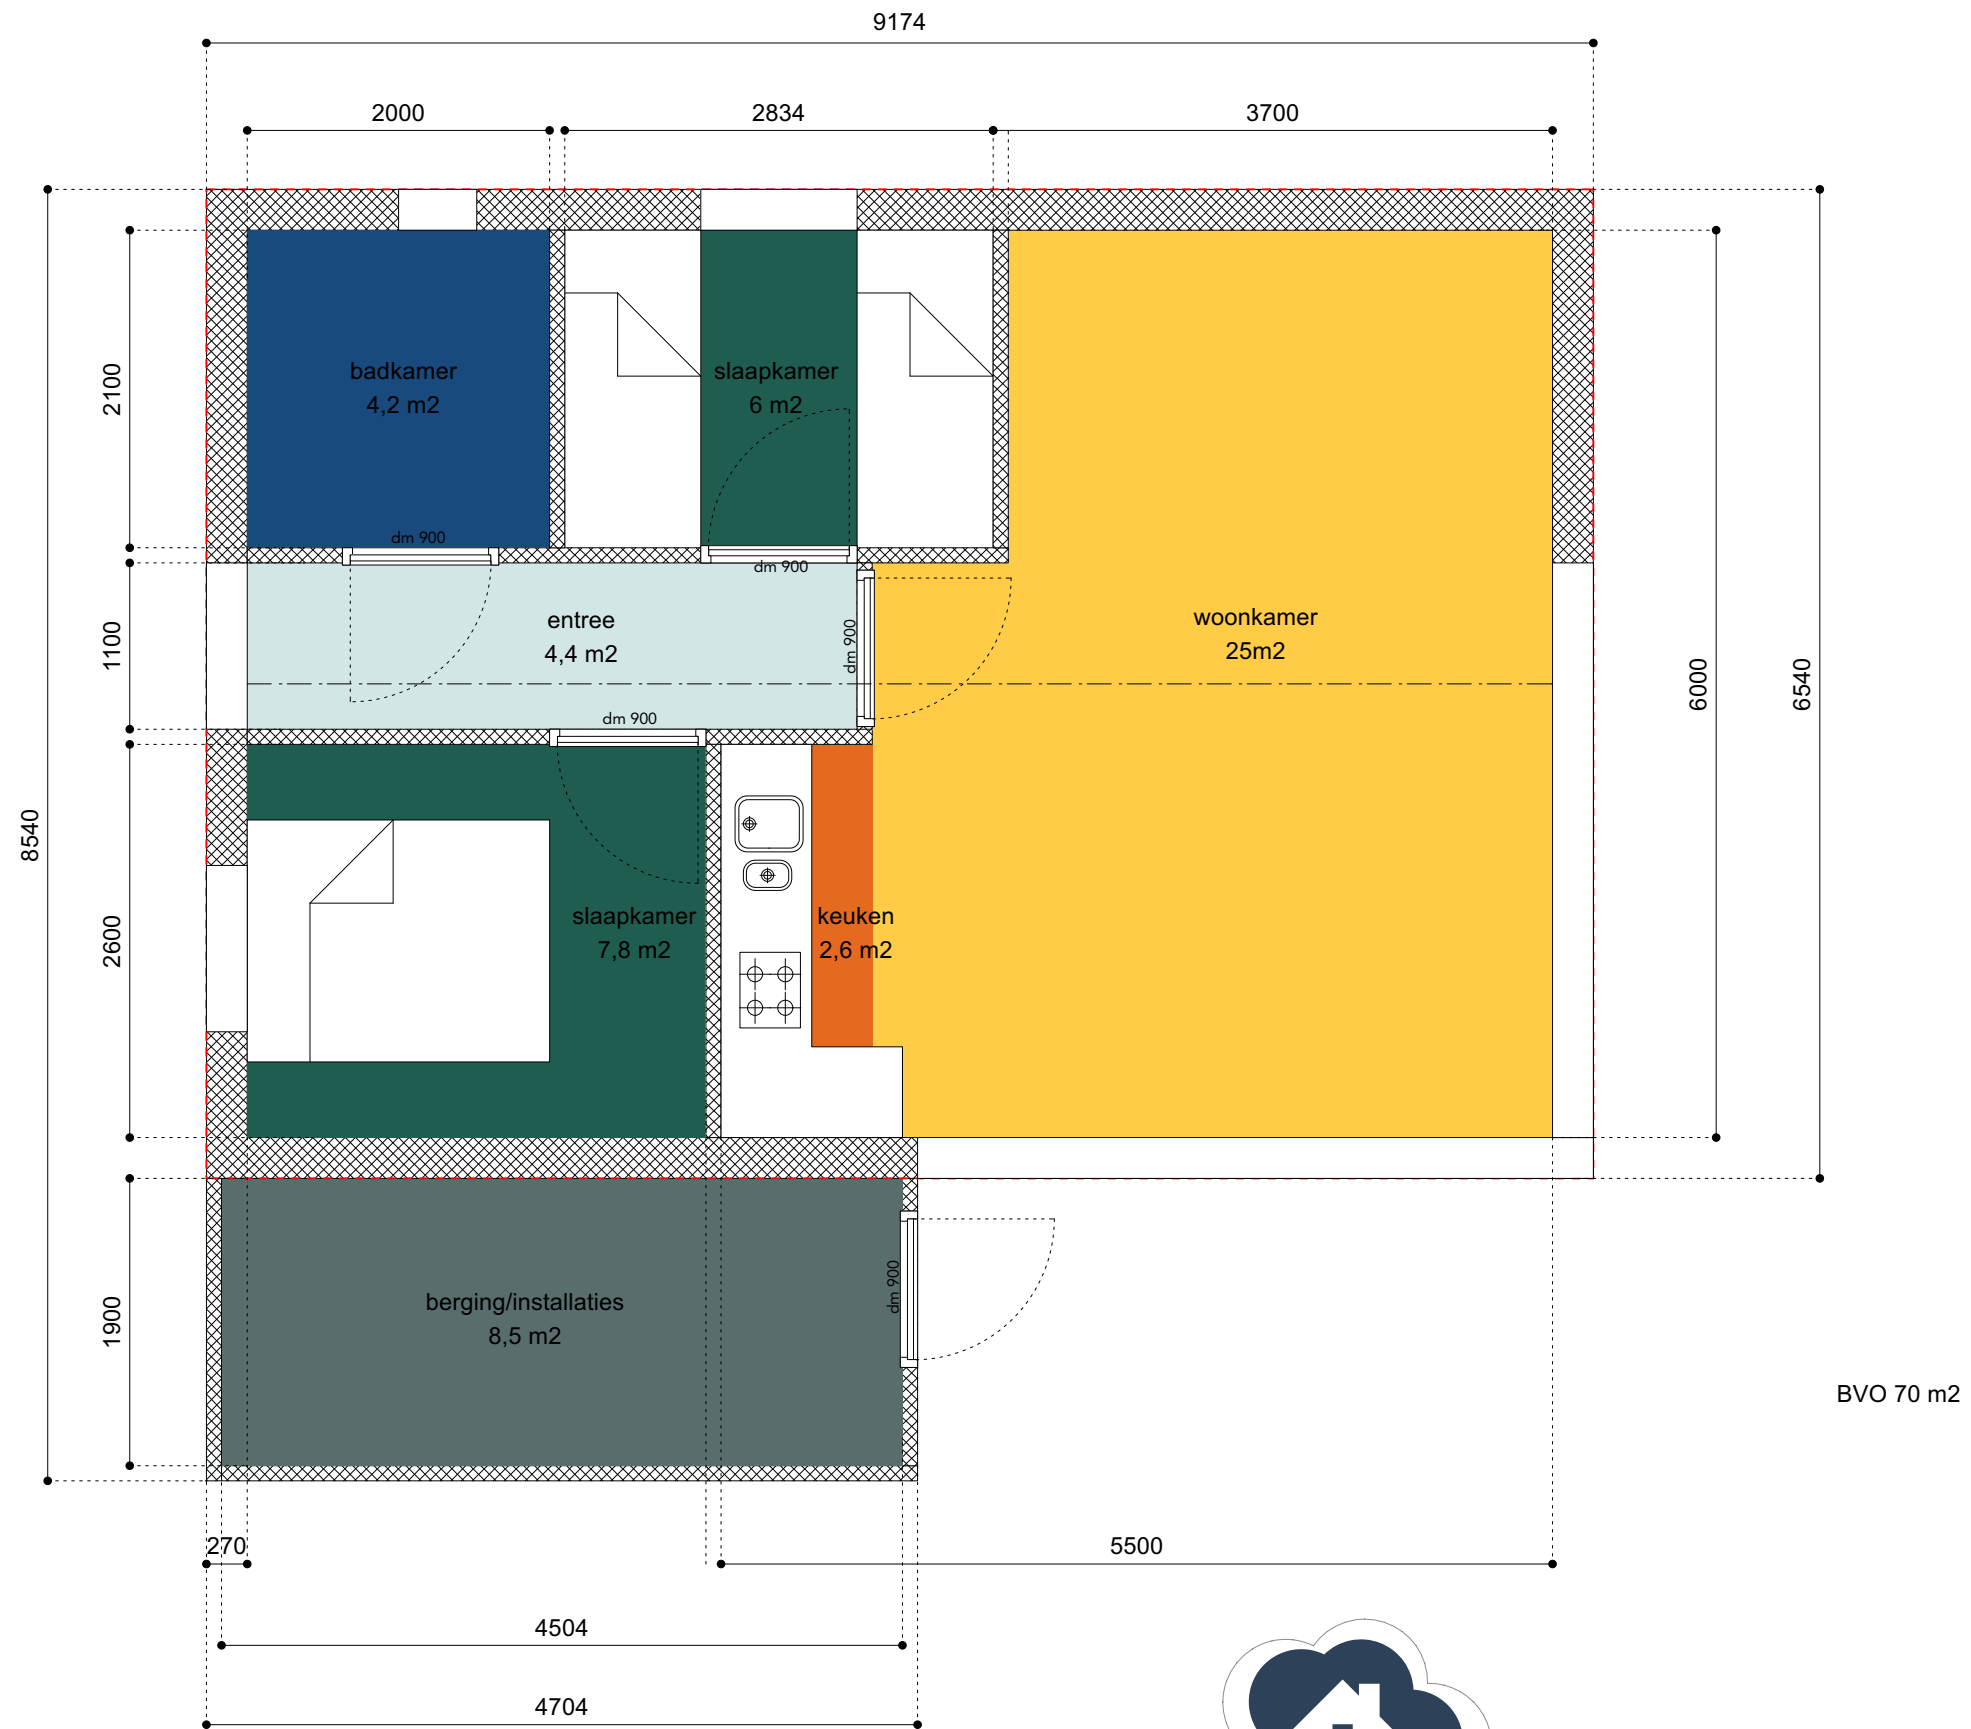 9174
2000
2834
3700
badkamer
4,2 m2
slaapkamer
6 m2
2100
dm 900
dm 900
entree
4,4 m2
dm 900
woonkamer
25m2
1100
6000
6540
dm 900
8540
2600
slaapkamer
7,8 m2
keuken
2,6 m2
berging/installaties
8,5 m2
dm 900
1900
BVO 70 m2
270
5500
4504
4704